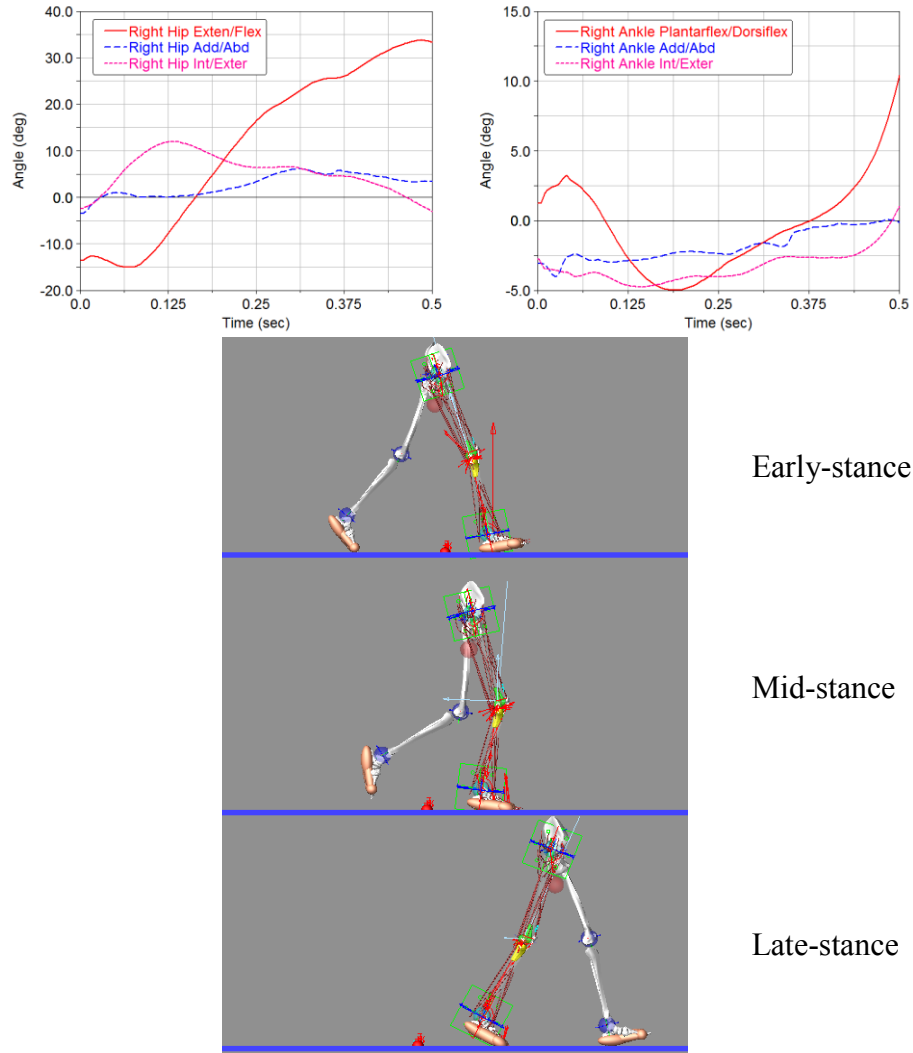 40.0
30.0
20.0
10.0
0.0
-10.0
-20.0
Angle (deg)
Right Hip Exten/Flex
Right Hip Add/Abd
Right Hip Int/Exter
0.0 0.125 0.25 0.375 0.5
Time (sec)
15.0
10.0
5.0
0.0
-5.0
Angle (deg)
Right Ankle Plantarflex/Dorsiflex
Right Ankle Add/Abd
Right Ankle Int/Exter
0.0 0.125 0.25 0.375 0.5
Time (sec)
Early-stance
Mid-stance
Late-stance